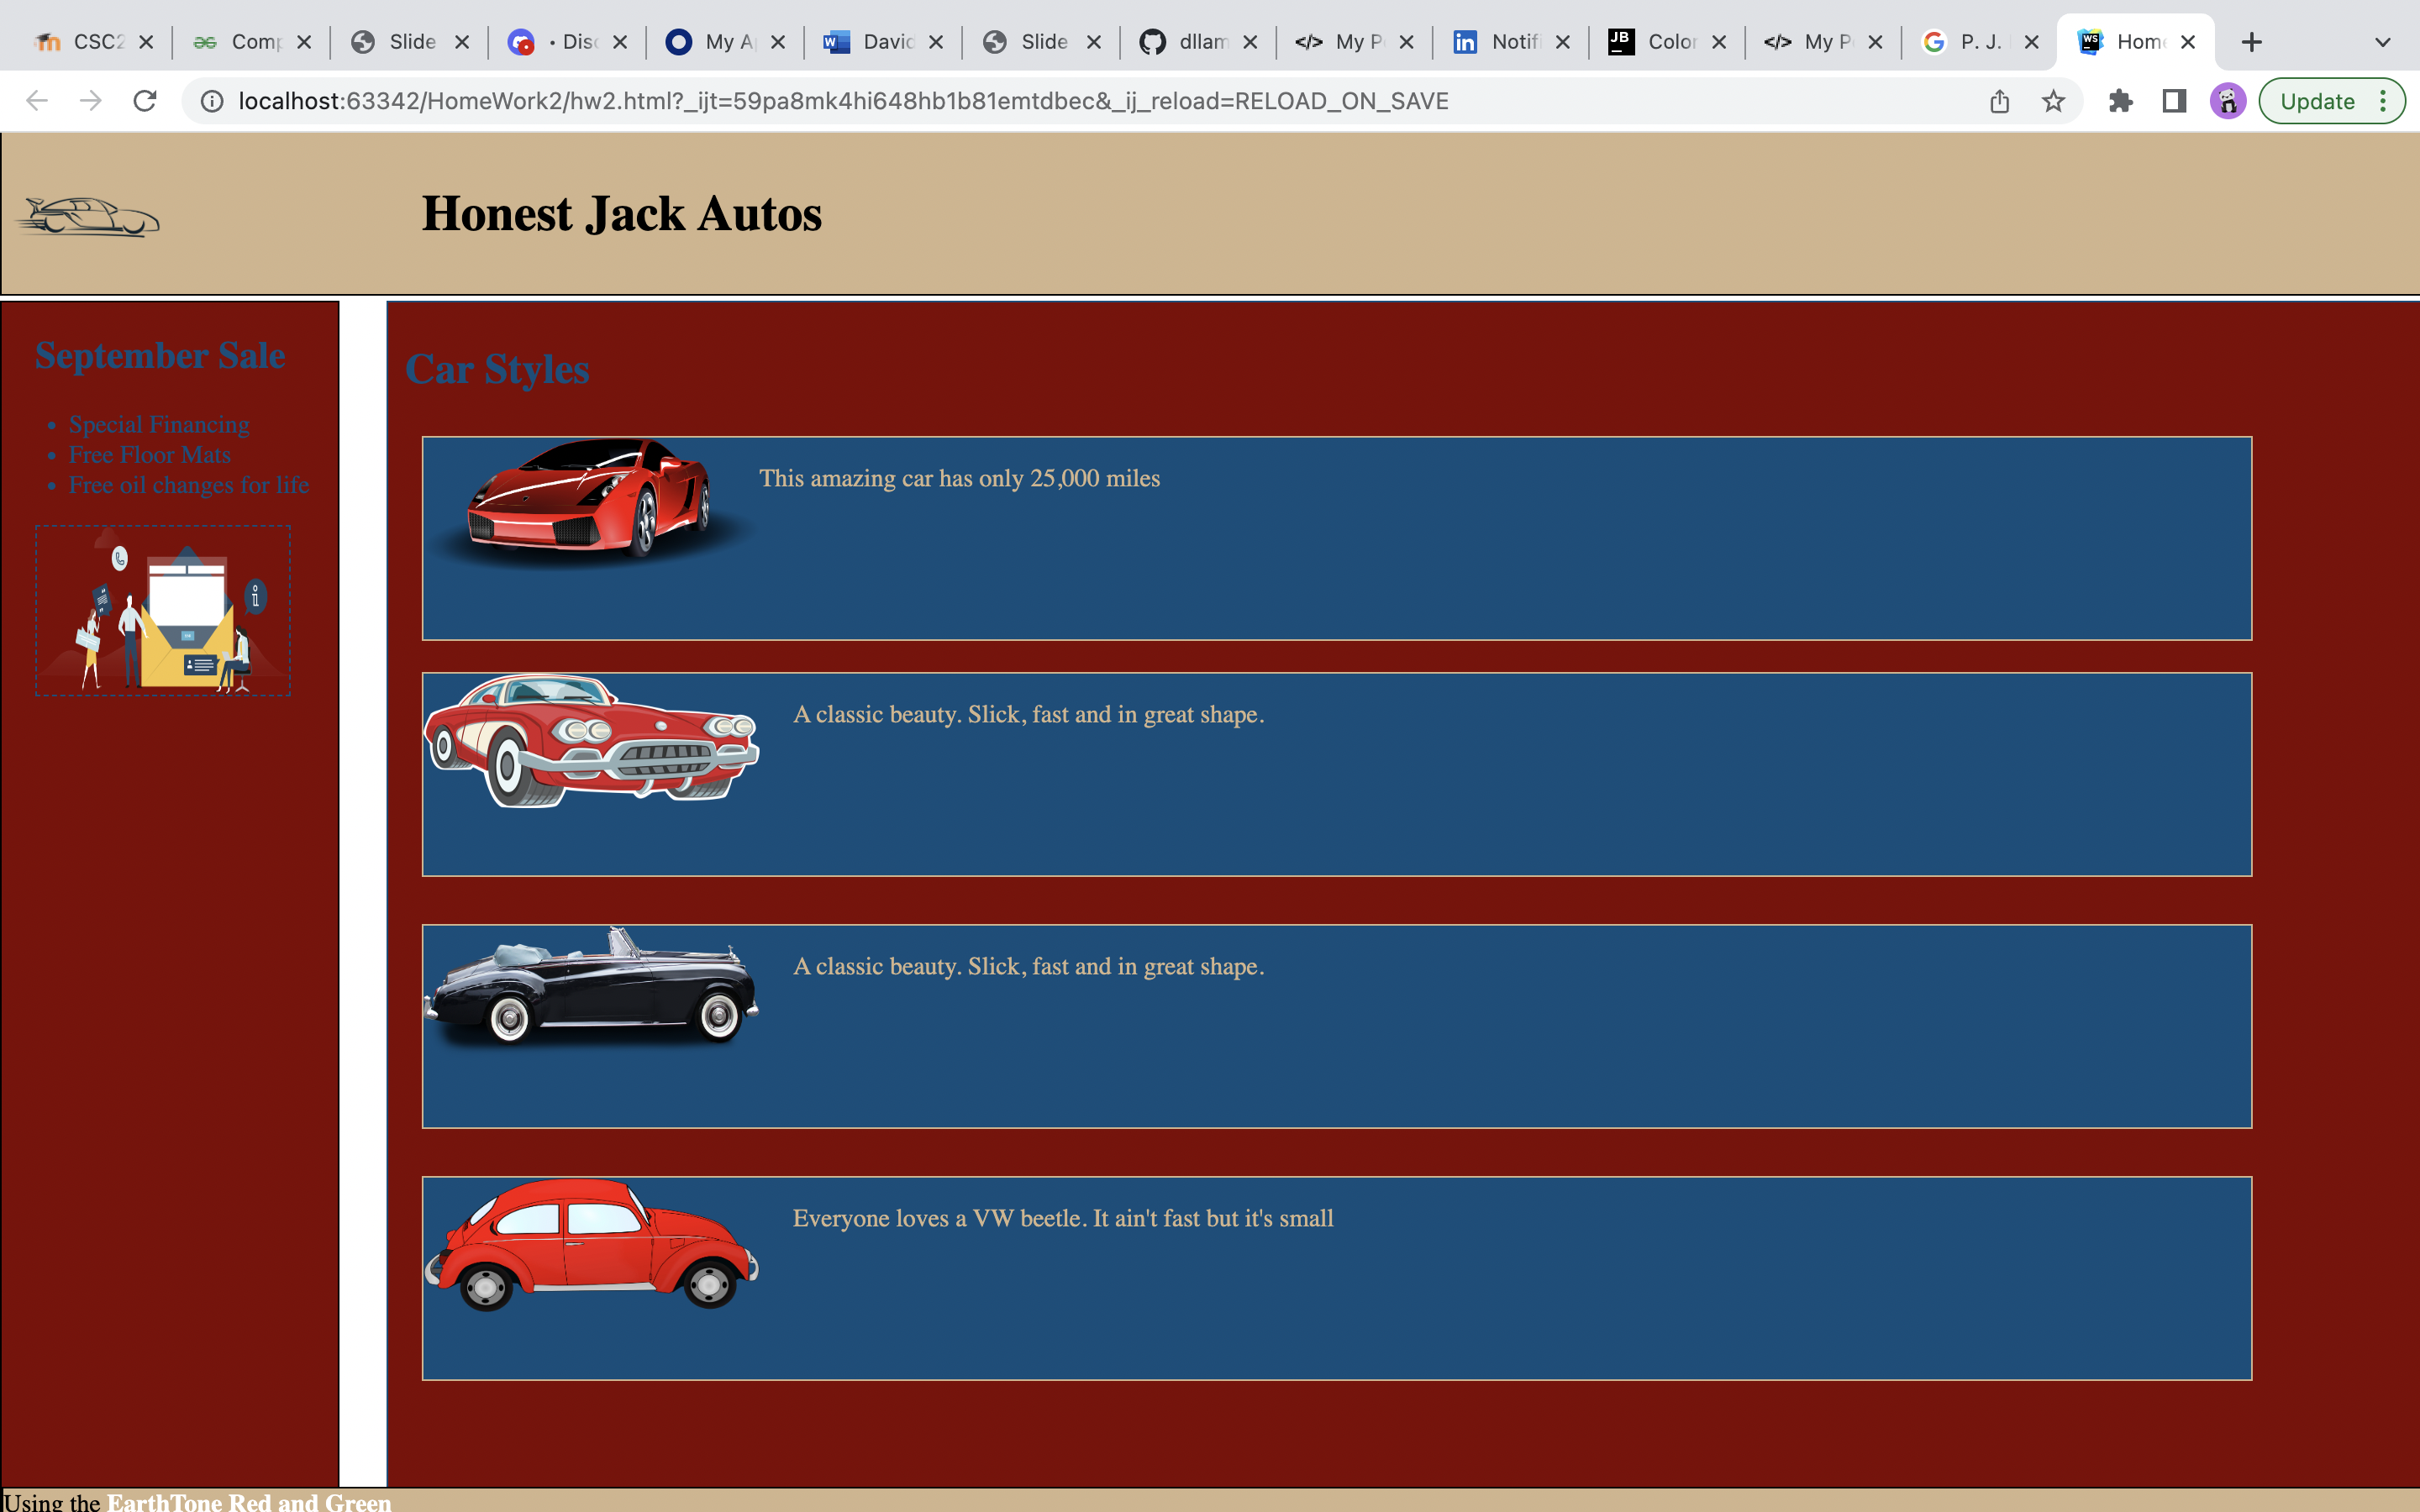 CSC2
Comp
Slide
• Disc
My A
David
Slide
dllam
My P
Notifi
Color
My P
P. J.
Home
localhost:63342/HomeWork2/hw2.html?_ijt=59pa8mk4hi648hb1b81emtdbec&_ij_reload=RELOAD_ON_SAVE
Update
Honest Jack Autos
September Sale
• Special Financing
• Free Floor Mats
• Free oil changes for life
Car Styles
This amazing car has only 25,000 miles
A classic beauty. Slick, fast and in great shape.
A classic beauty. Slick, fast and in great shape.
Everyone loves a VW beetle. It ain't fast but it's small
Using the EarthTone Red and Green